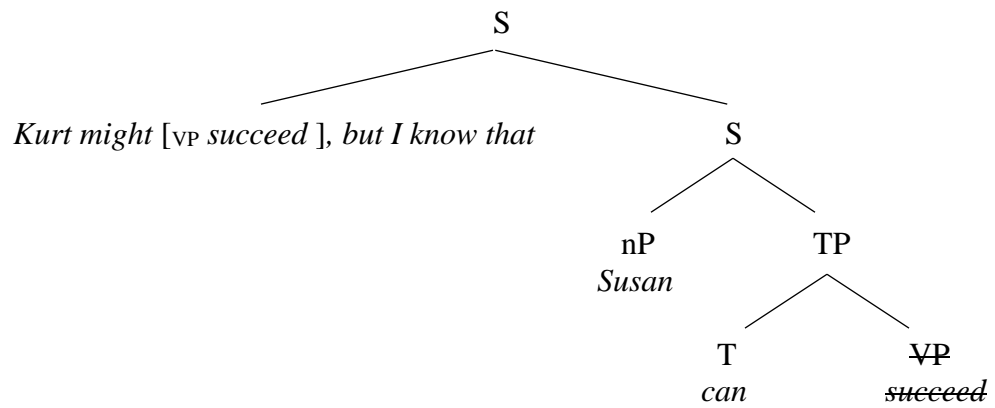 S
Kurt might [VP succeed ], but I know that S
nP TP
Susan
T VP
can succeed